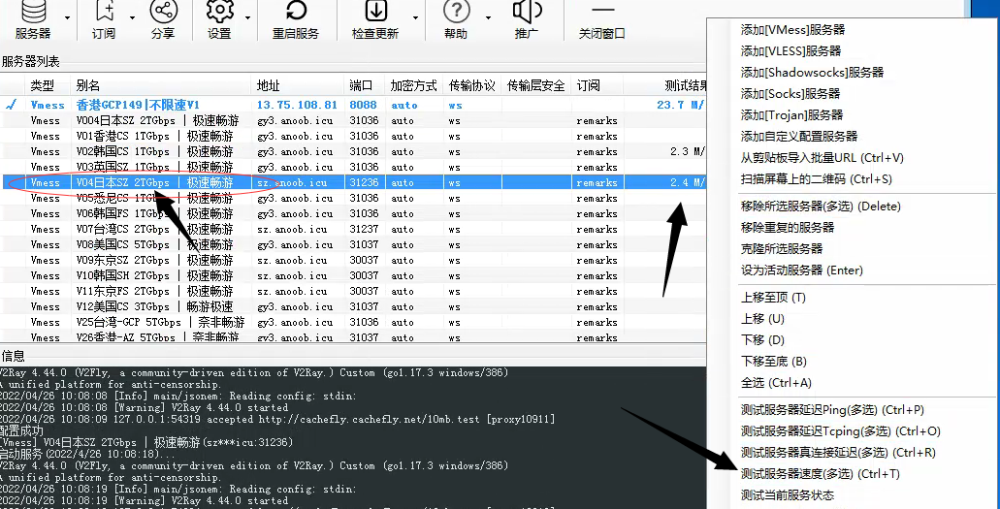 服务器 订阅 分享 设置 重启服务 检查更新 帮助 推广 关闭窗口
服务器列表
类型 别名 地址 端口 加密方式 传输协议 传输层安全 订阅 测试结果
Vmess 香港GCP149|不限速V1 13.75.108.81 8088 auto ws 23.7 M/
Vmess V004日本SZ 2TGbps | 极速畅游 gy3.anoob.icu 31036 auto ws remarks
Vmess V01香港CS 1TGbps | 极速畅游 gy3.anoob.icu 31036 auto ws remarks
Vmess V02韩国CS 1TGbps | 极速畅游 gy3.anoob.icu 31036 auto ws remarks 2.3 M/
Vmess V03英国SZ 1TGbps | 极速畅游 gy3.anoob.icu 31036 auto ws remarks
Vmess V04日本SZ 2TGbps | 极速畅游 sz.anoob.icu 31236 auto ws remarks 2.4 M/
Vmess V05悉尼CS 1TGbps | 极速畅游 gy3.anoob.icu 31036 auto ws remarks
Vmess V06韩国FS 1TGbps | 极速畅游 gy3.anoob.icu 31036 auto ws remarks
Vmess V07台湾CS 2TGbps | 极速畅游 sz.anoob.icu 31237 auto ws remarks
Vmess V08美国CS 5TGbps | 极速畅游 gy3.anoob.icu 31036 auto ws remarks
Vmess V09东京SZ 2TGbps | 极速畅游 sz.anoob.icu 30037 auto ws remarks
Vmess V10韩国SH 2TGbps | 极速畅游 sz.anoob.icu 30037 auto ws remarks
Vmess V11东京FS 2TGbps | 极速畅游 sz.anoob.icu 30037 auto ws remarks
Vmess V12美国CS 3TGbps | 畅游极速 gy3.anoob.icu 31036 auto ws remarks
Vmess V25台湾-GCP 5TGbps | 奈非畅游 gy3.anoob.icu 31036 auto ws remarks
Vmess V26香港-AZ 5TGbps | 奈非畅游 gy3.anoob.icu 31037 auto ws remarks
信息
V2Ray 4.44.0 (V2Fly, a community-driven edition of V2Ray.) Custom (go1.17.3 windows/386)
A unified platform for anti-censorship.
2022/04/26 10:08:08 [Info] main/jsonem: Reading config: stdin:
2022/04/26 10:08:08 [Warning] V2Ray 4.44.0 started
2022/04/26 10:08:09 127.0.0.1:54319 accepted http://cachefly.cachefly.net/10mb.test [proxy10911]
配置成功
[Vmess] V04日本SZ 2TGbps | 极速畅游(sz***icu:31236)
启动服务(2022/4/26 10:08:18)...
V2Ray 4.44.0 (V2Fly, a community-driven edition of V2Ray.) Custom (go1.17.3 windows/386)
A unified platform for anti-censorship.
2022/04/26 10:08:19 [Info] main/jsonem: Reading config: stdin:
2022/04/26 10:08:19 [Warning] V2Ray 4.44.0 started
添加[VMess]服务器
添加[VLESS]服务器
添加[Shadowsocks]服务器
添加[Socks]服务器
添加[Trojan]服务器
添加自定义配置服务器
从剪贴板导入批量URL (Ctrl+V)
扫描屏幕上的二维码 (Ctrl+S)
移除所选服务器(多选) (Delete)
移除重复的服务器
克隆所选服务器
设为活动服务器 (Enter)
上移至顶 (T)
上移 (U)
下移 (D)
下移至底 (B)
全选 (Ctrl+A)
测试服务器延迟Ping(多选) (Ctrl+P)
测试服务器延迟Tcping(多选) (Ctrl+O)
测试服务器真连接延迟(多选) (Ctrl+R)
测试服务器速度(多选) (Ctrl+T)
测试当前服务状态